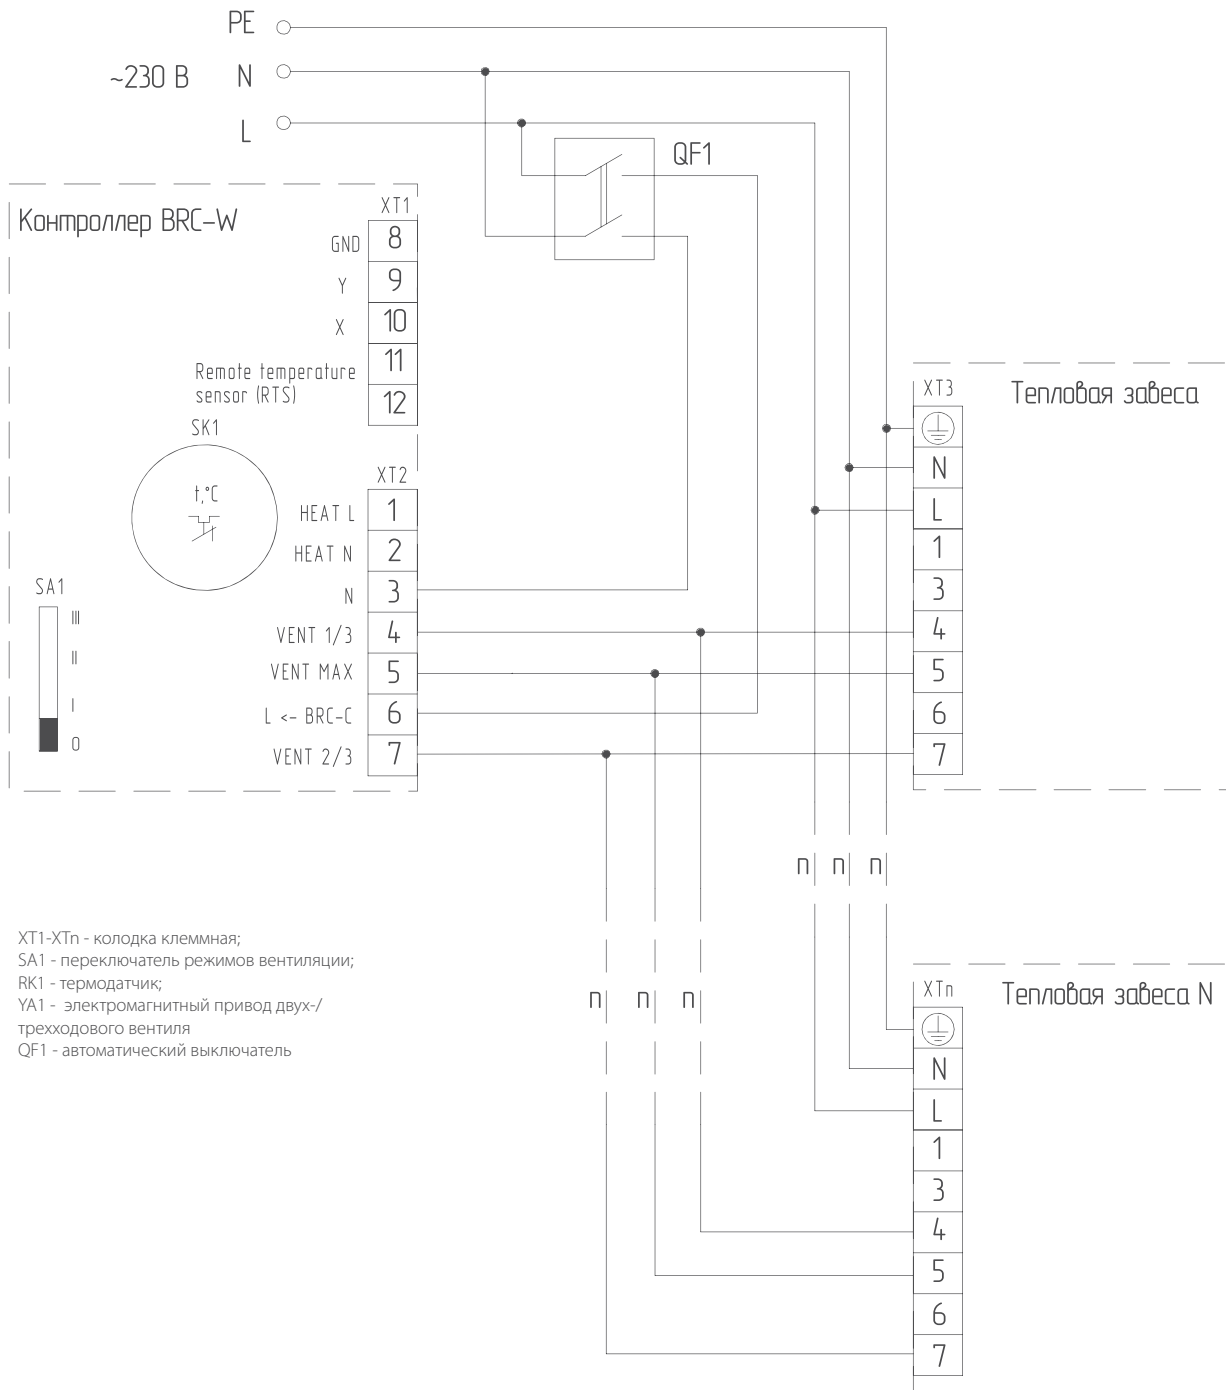 PE
~230 В N
L
QF1
Контроллер BRC-W
XT1
GND 8
Y 9
X 10
Remote temperature
sensor (RTS)
11
12
SK1
t,°C
XT2
HEAT L 1
HEAT N 2
N 3
VENT 1/3 4
VENT MAX 5
L <- BRC-C 6
VENT 2/3 7
SA1
III
II
I
0
XT3
Тепловая завеса
N
L
1
3
4
5
6
7
n n n
XT1-XTn - колодка клеммная;
SA1 - переключатель режимов вентиляции;
RK1 - термодатчик;
YA1 - электромагнитный привод двух-/
трехходового вентиля
QF1 - автоматический выключатель
n n n
XTn
Тепловая завеса N
N
L
1
3
4
5
6
7